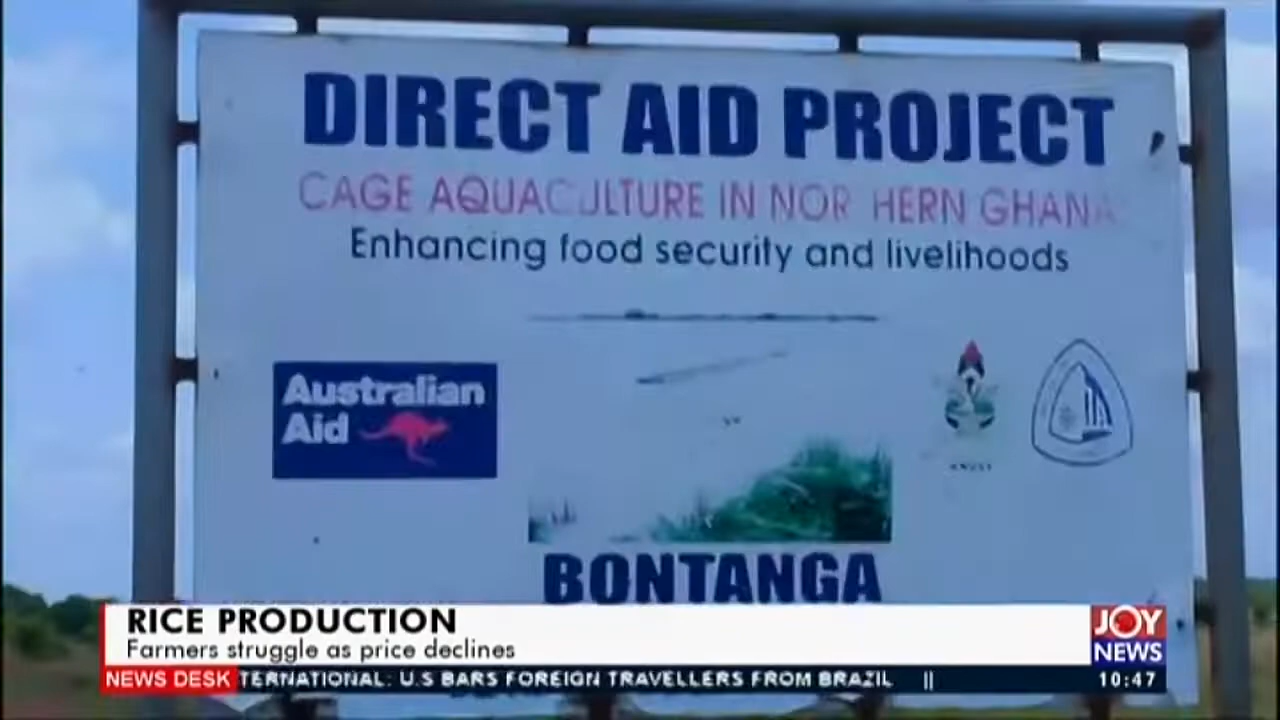 DIRECT AID PROJECT
CAGE AQUACULTURE IN NOR HERN GHANA
Enhancing food security and livelihoods
Australian
Aid
BONTANGA
RICE PRODUCTION
Farmers struggle as price declines
JOY
NEWS
NEWS DESK
TERNATIONAL: U.S BARS FOREIGN TRAVELLERS FROM BRAZIL ||
10:47